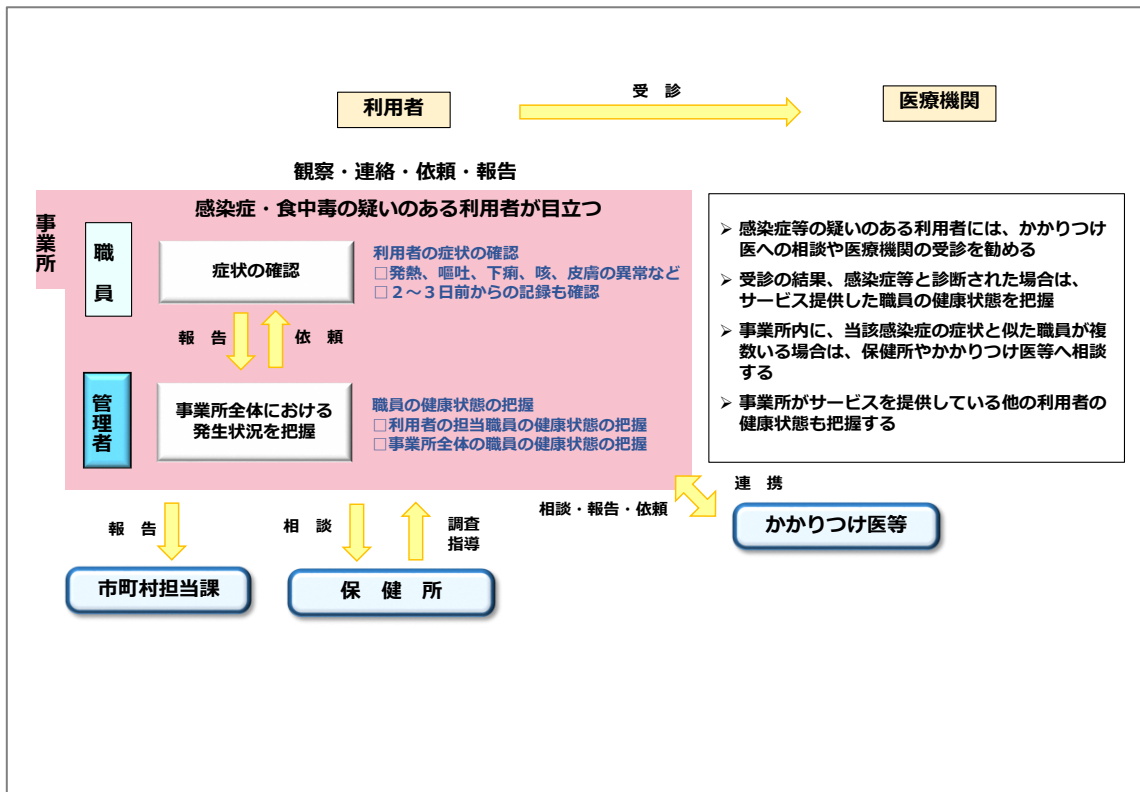 利用者
受　診
医療機関
観察・連絡・依頼・報告
事業所
感染症・食中毒の疑いのある利用者が目立つ
職員
症状の確認
利用者の症状の確認
□発熱、嘔吐、下痢、咳、皮膚の異常など
□２～３日前からの記録も確認
報　告
依　頼
管理者
事業所全体における
発生状況を把握
職員の健康状態の把握
□利用者の担当職員の健康状態の把握
□事業所全体の職員の健康状態の把握
➢ 感染症等の疑いのある利用者には、かかりつけ
医への相談や医療機関の受診を勧める
➢ 受診の結果、感染症等と診断された場合は、
サービス提供した職員の健康状態を把握
➢ 事業所内に、当該感染症の症状と似た職員が複
数いる場合は、保健所やかかりつけ医等へ相談
する
➢ 事業所がサービスを提供している他の利用者の
健康状態も把握する
報　告
相　談
調査
指導
相談・報告・依頼
連　携
かかりつけ医等
市町村担当課
保　健　所